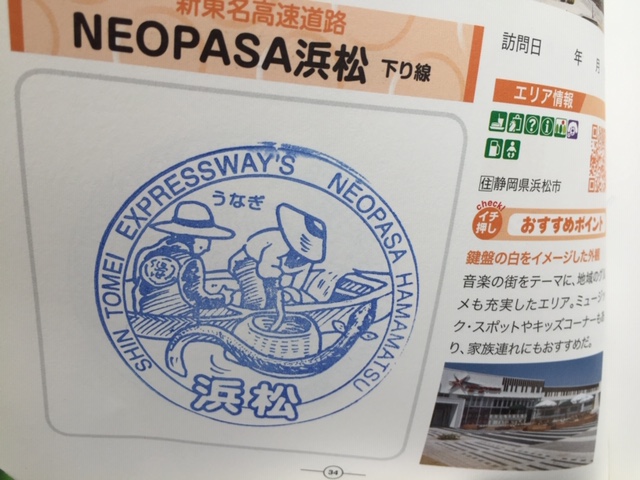 新東名高速道路
NEOPASA浜松 下り線
SHIN TOMEI EXPRESSWAY'S NEOPASA HAMAMATSU
うなぎ
浜松
訪問日 年 月
エリア情報
住 静岡県浜松市
check!
イチ押し
おすすめポイント
鍵盤の白をイメージした外観
音楽の街をテーマに、地域のグル
メも充実したエリア。ミュージッ
ク・スポットやキッズコーナーも
り、家族連れにもおすすめだ。
34